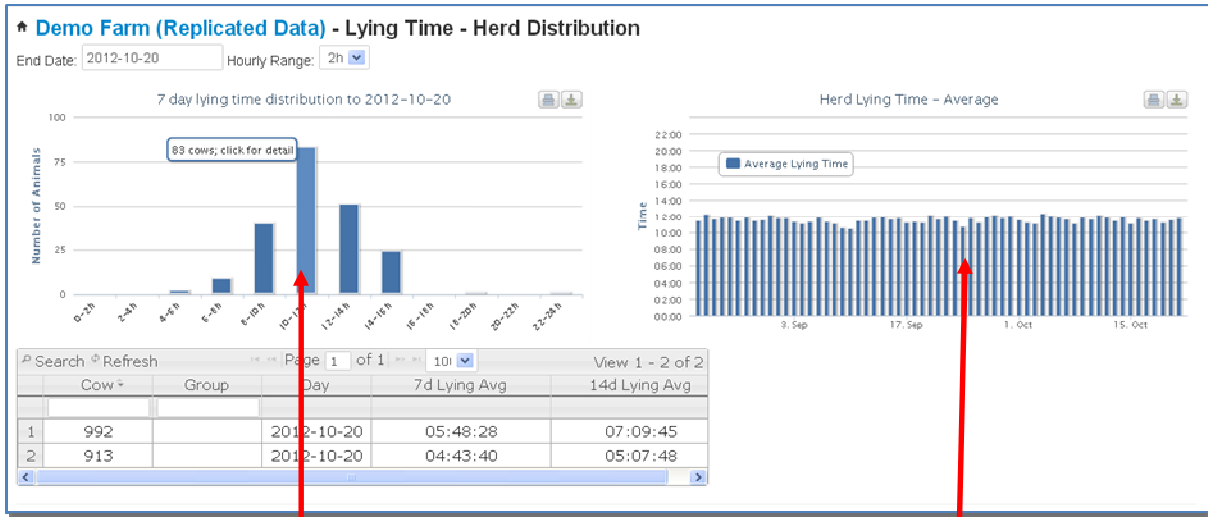 Demo Farm (Replicated Data) - Lying Time - Herd Distribution
End Date: 2012-10-20 Hourly Range: 2h
7 day lying time distribution to 2012-10-20
Number of Animals
100
75
50
25
0
83 cows; click for detail
0-2h 2-4h 4-6h 6-8h 8-10h 10-12h 12-14h 14-16h 16-18h 18-20h 20-22h 22-24h
Herd Lying Time - Average
Time
22:00
20:00
18:00
16:00
14:00
12:00
10:00
08:00
06:00
04:00
02:00
00:00
Average Lying Time
3. Sep 17. Sep 1. Oct 15. Oct
Search Refresh Page 1 of 1 View 1 - 2 of 2
Cow Group Day 7d Lying Avg 14d Lying Avg
1 992 2012-10-20 05:48:28 07:09:45
2 913 2012-10-20 04:43:40 05:07:48